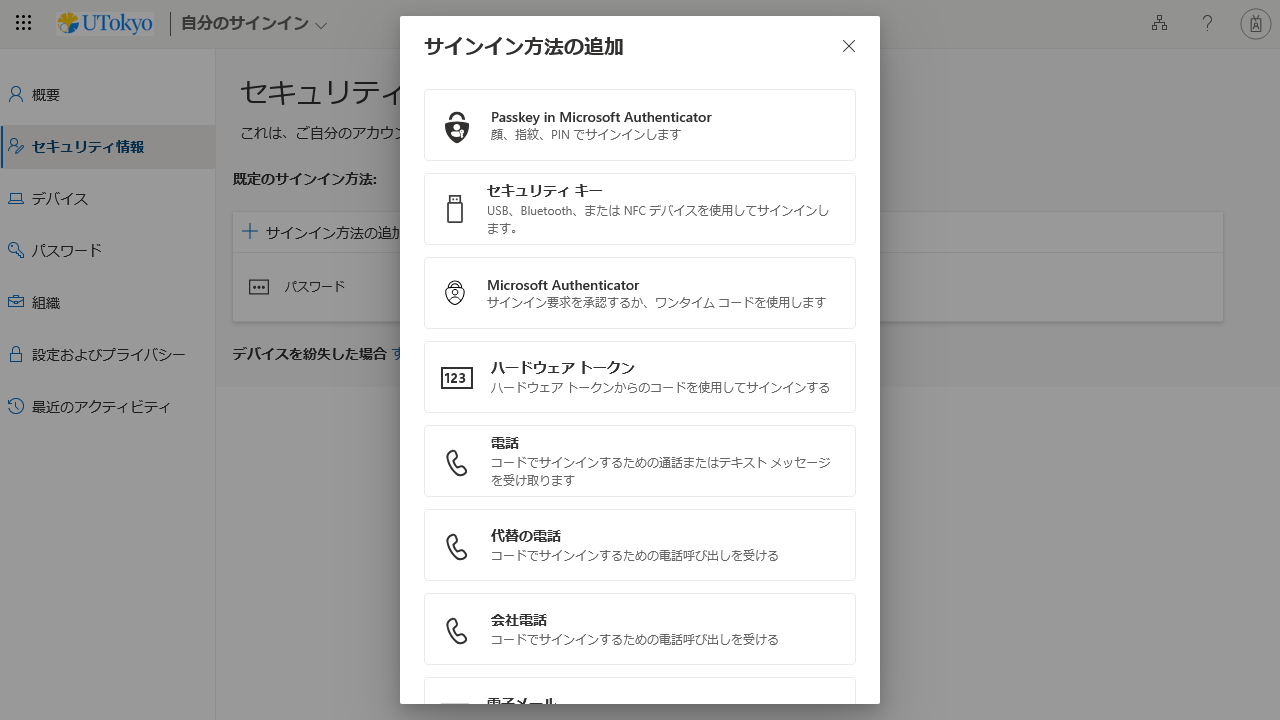 UTokyo
自分のサインイン
サインイン方法の追加
概要
セキュリティ情報
デバイス
パスワード
組織
設定およびプライバシー
最近のアクティビティ
セキュリティ
これは、ご自分のアカウン
既定のサインイン方法:
サインイン方法の追加
パスワード
デバイスを紛失した場合 す
Passkey in Microsoft Authenticator
顔、指紋、PIN でサインインします
セキュリティ キー
USB、Bluetooth、または NFC デバイスを使用してサインインし
ます。
Microsoft Authenticator
サインイン要求を承認するか、ワンタイム コードを使用します
123
ハードウェア トークン
ハードウェア トークンからのコードを使用してサインインする
電話
コードでサインインするための通話またはテキスト メッセージ
を受け取ります
代替の電話
コードでサインインするための電話呼び出しを受ける
会社電話
コードでサインインするための電話呼び出しを受ける
電子メール